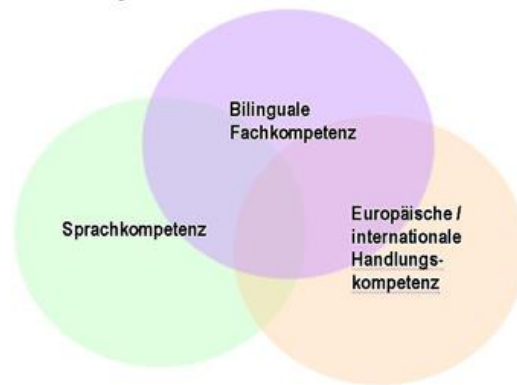 Bilinguale
Fachkompetenz
Sprachkompetenz
Europäische /
internationale
Handlungs-
kompetenz